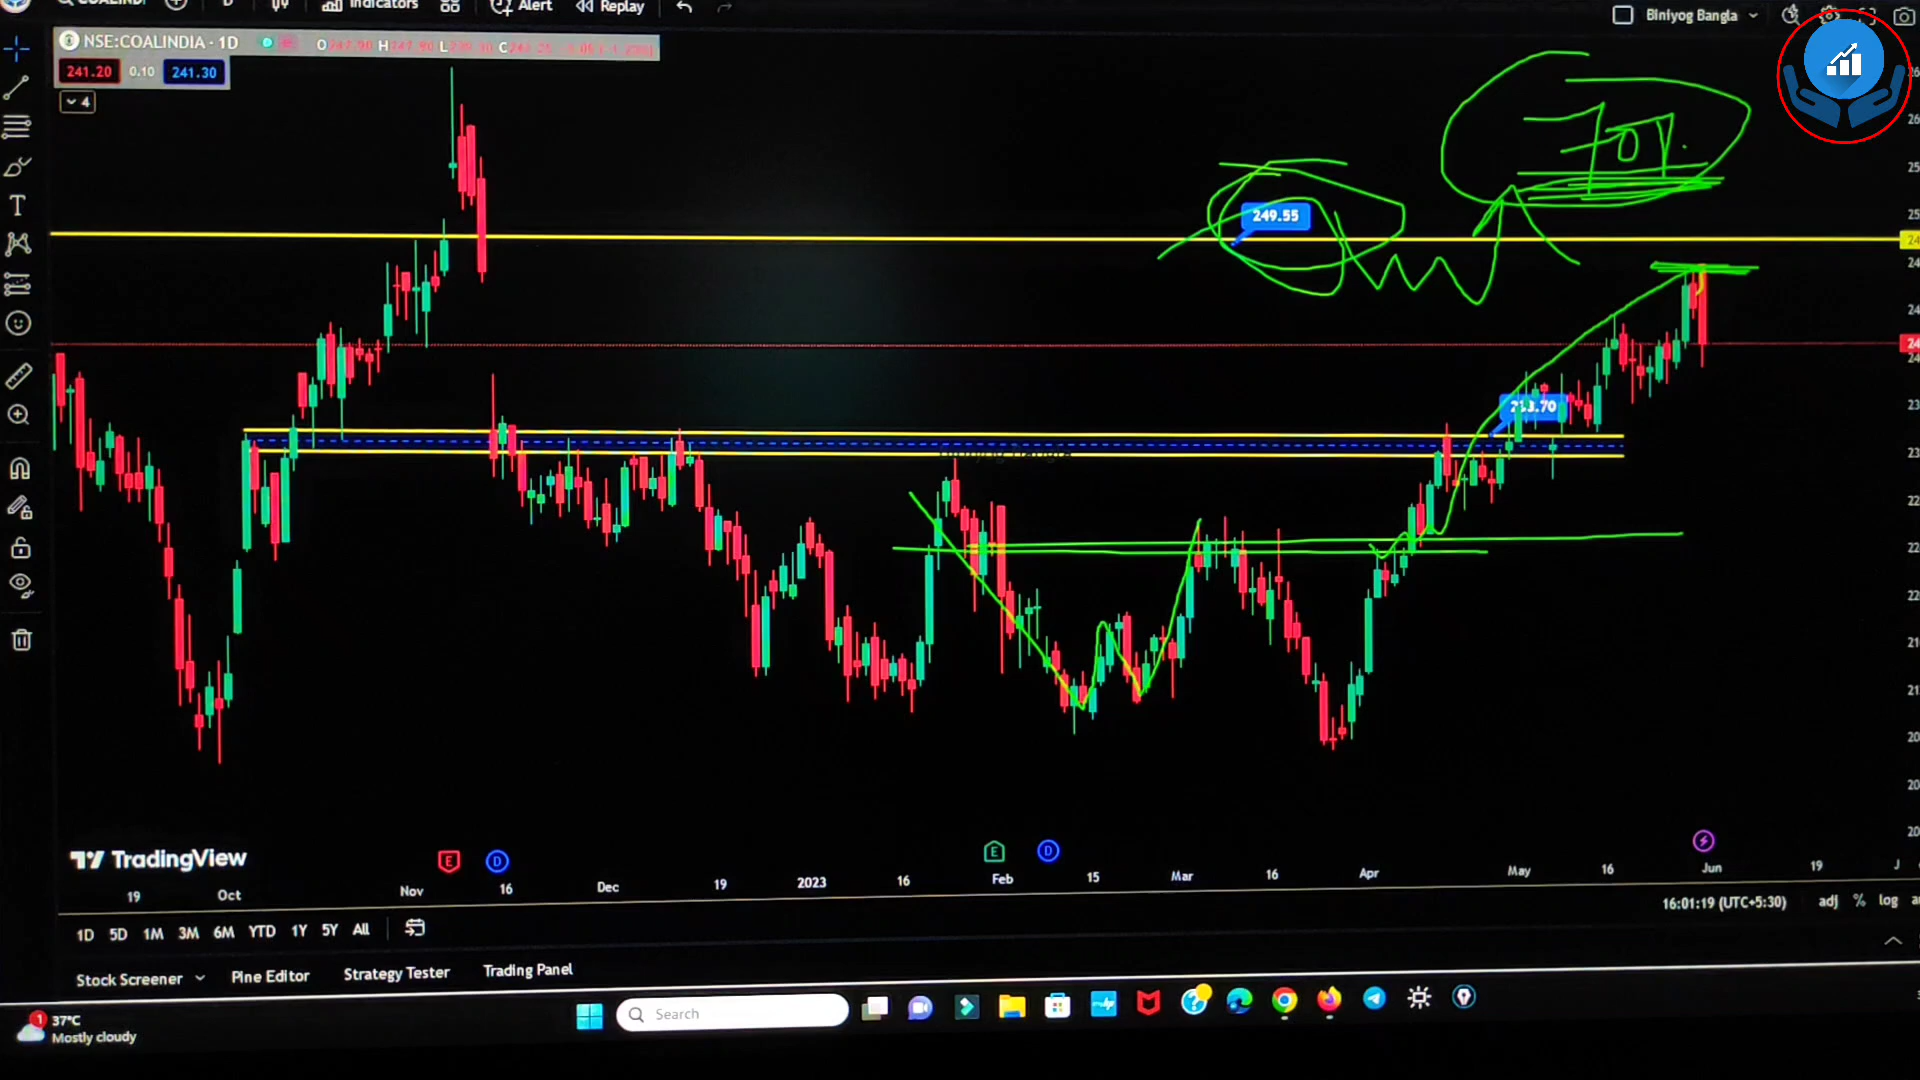 Indicators
Alert
Replay
Biniyog Bangla
NSE:COALINDIA · 1D
241.20
0.10
241.30
4
249.55
70%
TradingView
E
D
E
D
19
Oct
Nov
16
Dec
19
2023
16
Feb
15
Mar
16
Apr
May
16
Jun
19
16:01:19 (UTC+5:30)
adj
%
log
1D 5D 1M 3M 6M YTD 1Y 5Y All
Stock Screener
Pine Editor
Strategy Tester
Trading Panel
1
37°C
Mostly cloudy
Search